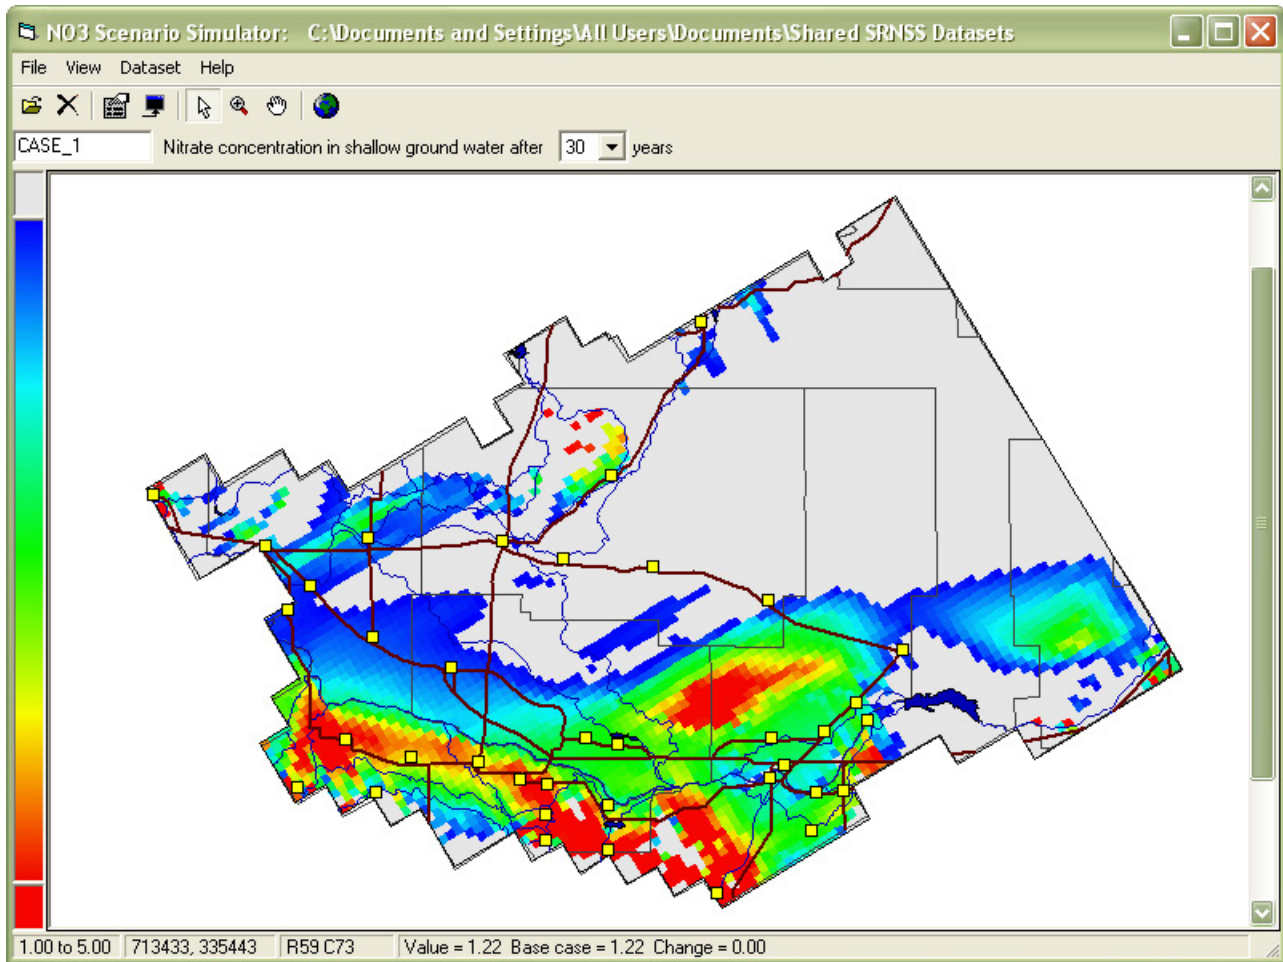 NO3 Scenario Simulator: C:\Documents and Settings\All Users\Documents\Shared SRNSS Datasets
File View Dataset Help
CASE_1 Nitrate concentration in shallow ground water after 30 years
1.00 to 5.00 713433, 335443 R59 C73 Value = 1.22 Base case = 1.22 Change = 0.00